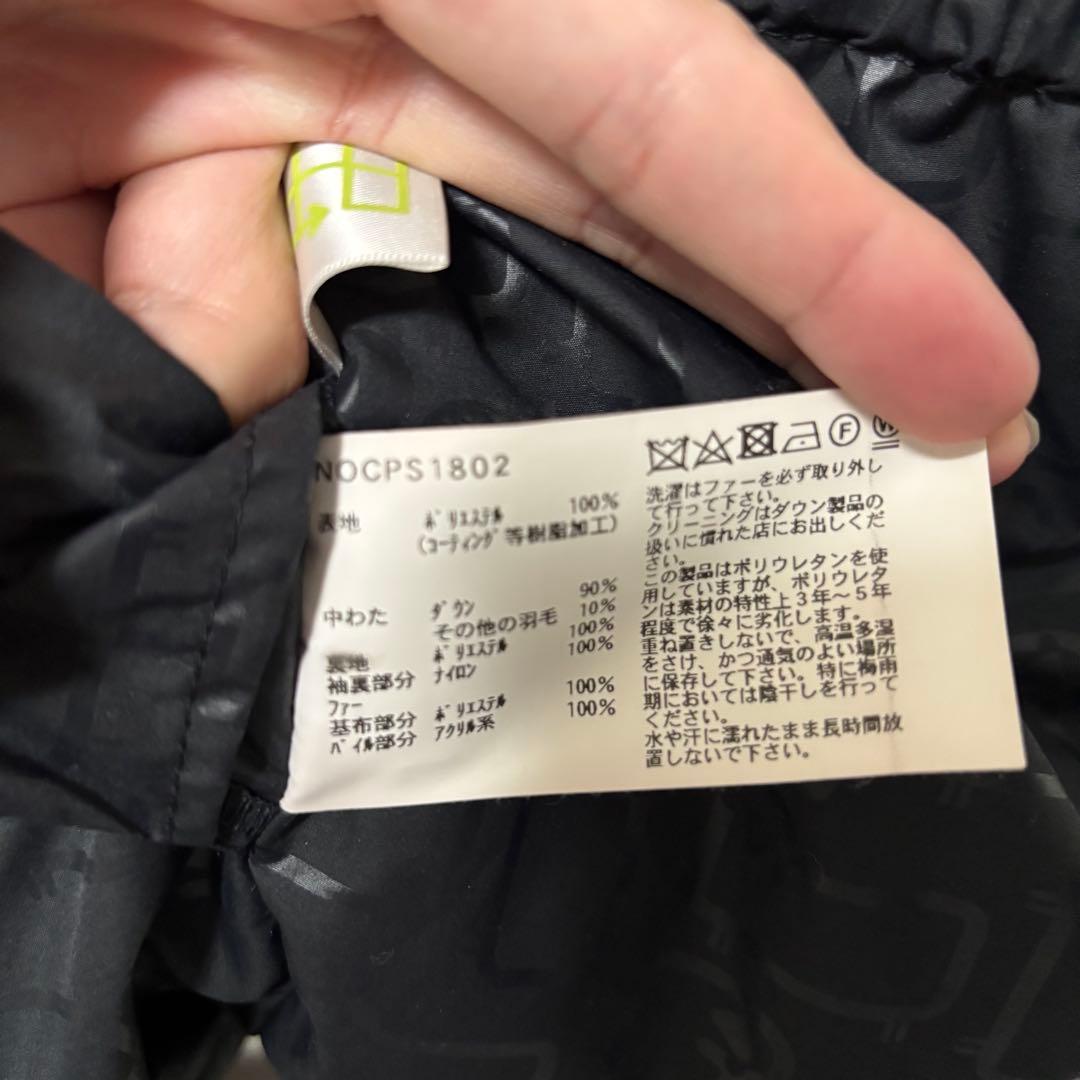 NOCPS1802
表地 ポリエステル 100%
(コーティング等樹脂加工)
中わた ダウン 90%
その他の羽毛 10%
裏地 ポリエステル 100%
袖裏部分 ナイロン 100%
ファー
基布部分 ポリエステル 100%
パイル部分 アクリル系 100%
F
W
洗濯はファーを必ず取り外し
て行って下さい。
クリーニングはダウン製品の
扱いに慣れた店にお出しくだ
さい。
この製品はポリウレタンを使
用していますが、ポリウレタ
ンは素材の特性上3年～5年
程度で徐々に劣化します。
重ね置きしないで、高温多湿
をさけ、かつ通気のよい場所
に保存して下さい。特に梅雨
期においては陰干しを行って
ください。
水や汗に濡れたまま長時間放
置しないで下さい。